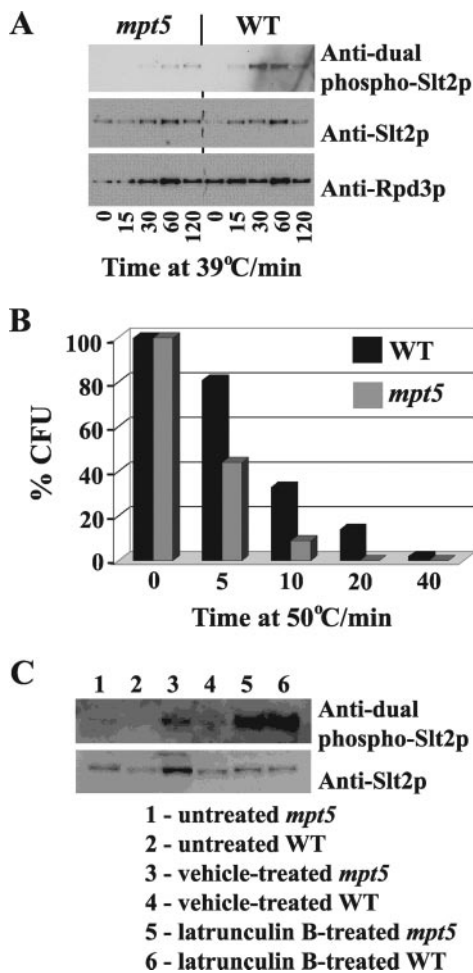 A
mpt5 WT
Anti-dual
phospho-Slt2p
Anti-Slt2p
Anti-Rpd3p
0 15 30 60 120 0 15 30 60 120
Time at 39°C/min
B
100
80
60
40
20
0
% CFU
WT
mpt5
0 5 10 20 40
Time at 50°C/min
C
1 2 3 4 5 6
Anti-dual
phospho-Slt2p
Anti-Slt2p
1 - untreated mpt5
2 - untreated WT
3 - vehicle-treated mpt5
4 - vehicle-treated WT
5 - latrunculin B-treated mpt5
6 - latrunculin B-treated WT